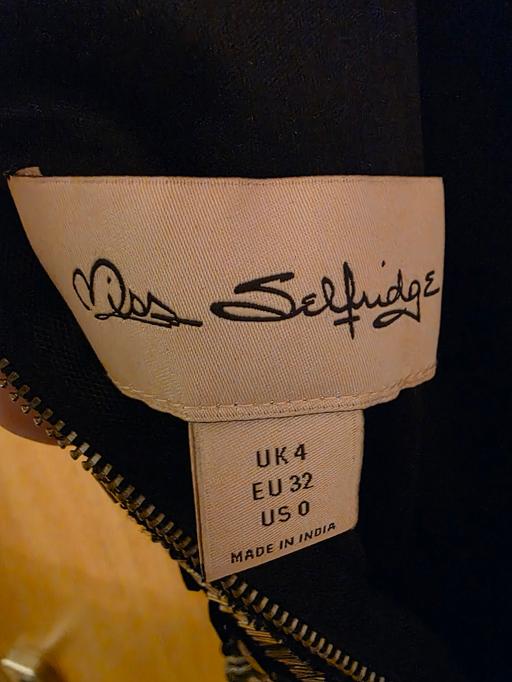 Miss Selfridge
UK 4
EU 32
US 0
MADE IN INDIA